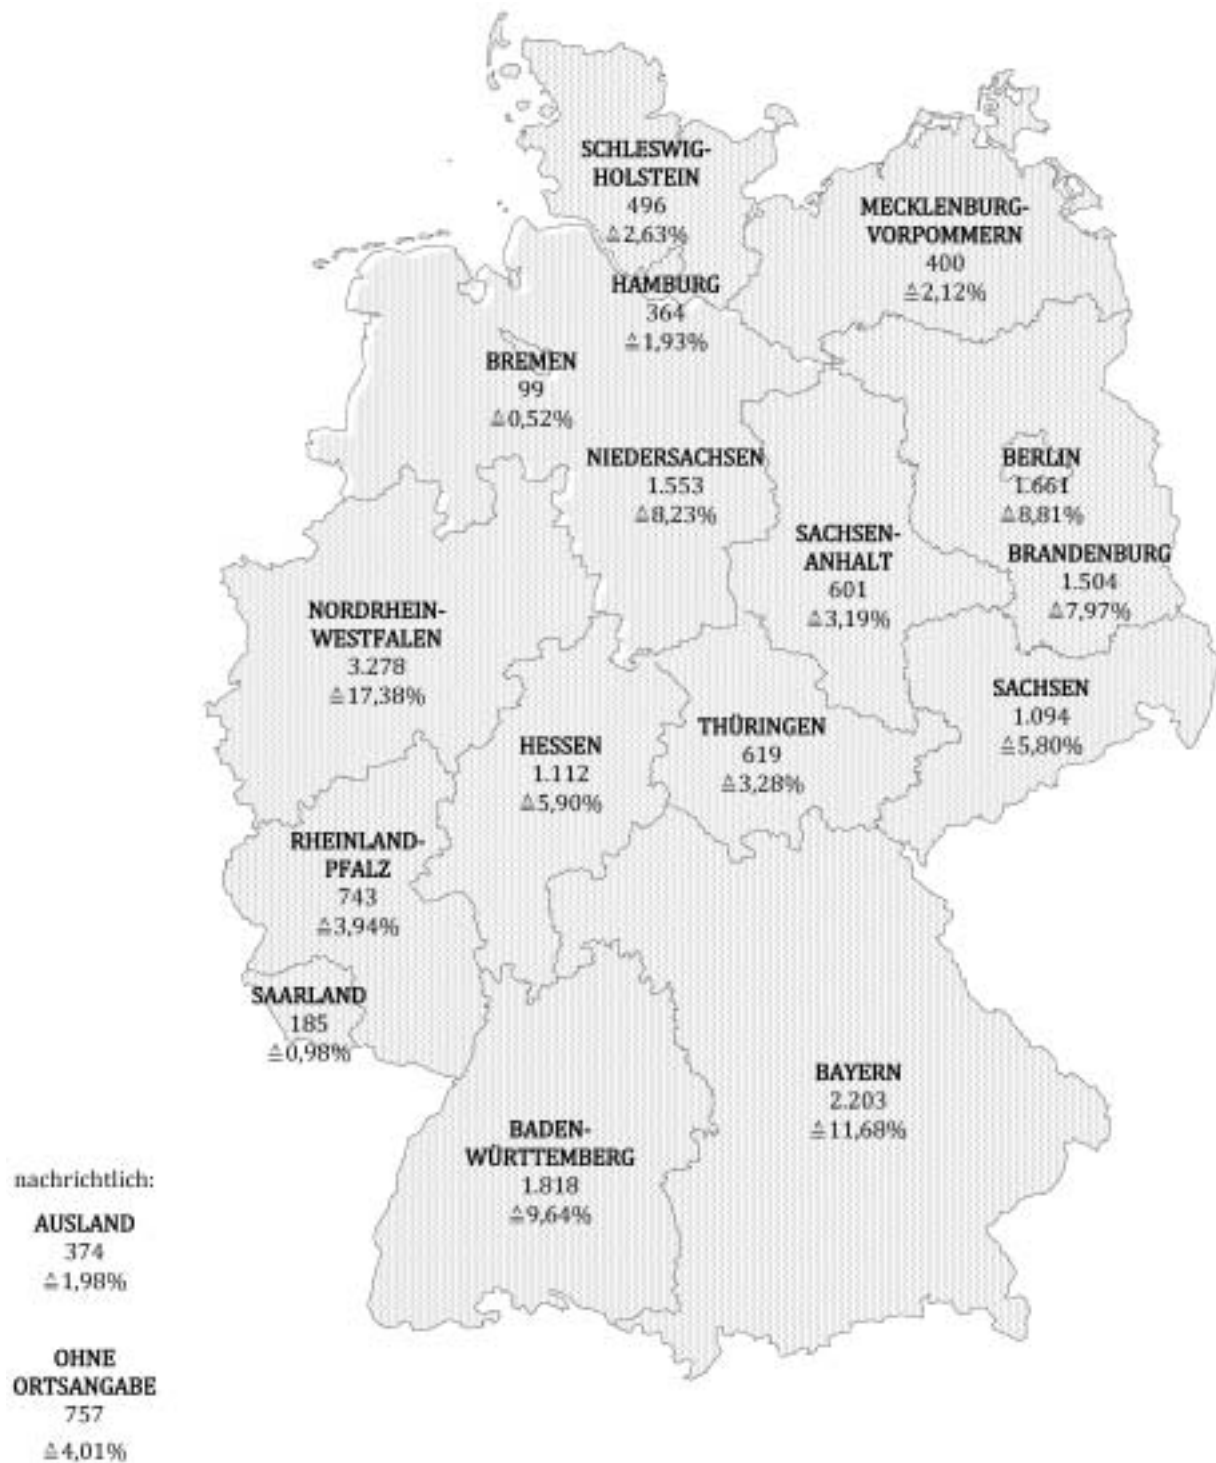 SCHLESWIG-
HOLSTEIN
496
≙2,63%
MECKLENBURG-
VORPOMMERN
400
≙2,12%
HAMBURG
364
≙1,93%
BREMEN
99
≙0,52%
NIEDERSACHSEN
1.553
≙8,23%
BERLIN
1.661
≙8,81%
SACHSEN-
ANHALT
601
≙3,19%
BRANDENBURG
1.504
≙7,97%
NORDRHEIN-
WESTFALEN
3.278
≙17,38%
SACHSEN
1.094
≙5,80%
THÜRINGEN
619
≙3,28%
HESSEN
1.112
≙5,90%
RHEINLAND-
PFALZ
743
≙3,94%
SAARLAND
185
≙0,98%
BAYERN
2.203
≙11,68%
BADEN-
WÜRTTEMBERG
1.818
≙9,64%
nachrichtlich:
AUSLAND
374
≙1,98%
OHNE
ORTSANGABE
757
≙4,01%